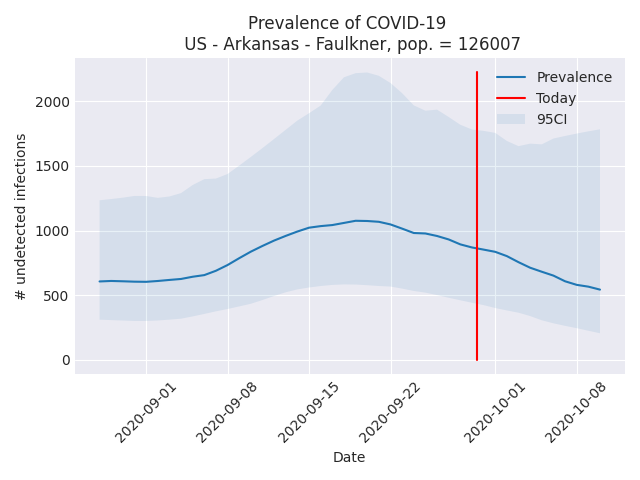 Prevalence of COVID-19
US - Arkansas - Faulkner, pop. = 126007
Prevalence
Today
95CI
# undetected infections
2000
1500
1000
500
0
2020-09-01
2020-09-08
2020-09-15
2020-09-22
2020-10-01
2020-10-08
Date